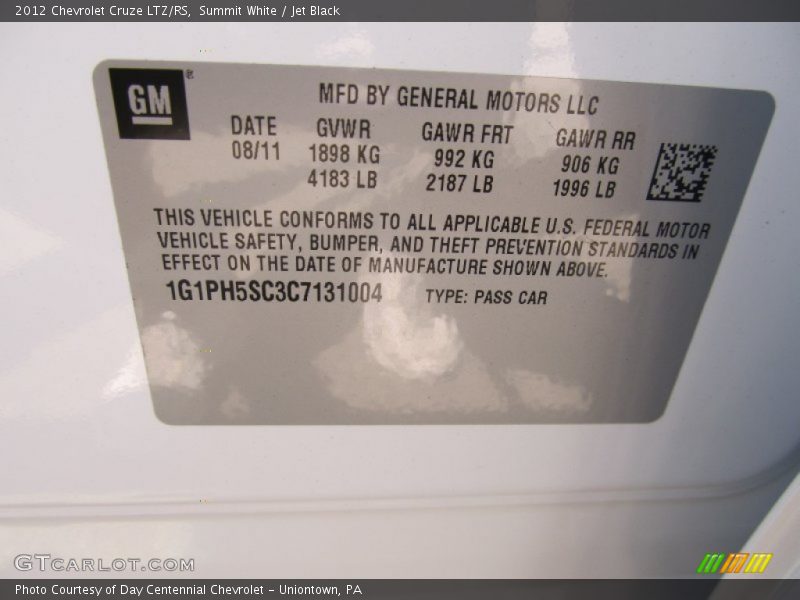 2012 Chevrolet Cruze LTZ/RS, Summit White / Jet Black
GM®
MFD BY GENERAL MOTORS LLC
DATE GVWR GAWR FRT GAWR RR
08/11 1898 KG 992 KG 906 KG
4183 LB 2187 LB 1996 LB
THIS VEHICLE CONFORMS TO ALL APPLICABLE U.S. FEDERAL MOTOR
VEHICLE SAFETY, BUMPER, AND THEFT PREVENTION STANDARDS IN
EFFECT ON THE DATE OF MANUFACTURE SHOWN ABOVE.
1G1PH5SC3C7131004 TYPE: PASS CAR
GTCARLOT.COM
Photo Courtesy of Day Centennial Chevrolet - Uniontown, PA